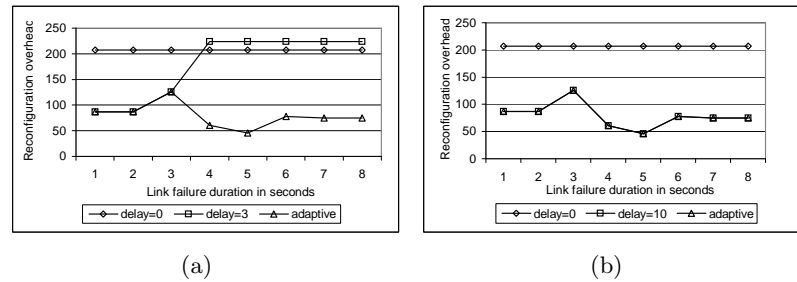 250
200
150
100
50
0
Reconfiguration overhead
1 2 3 4 5 6 7 8
Link failure duration in seconds
delay=0 delay=3 adaptive
(a)
250
200
150
100
50
0
Reconfiguration overhead
1 2 3 4 5 6 7 8
Link failure duration in seconds
delay=0 delay=10 adaptive
(b)